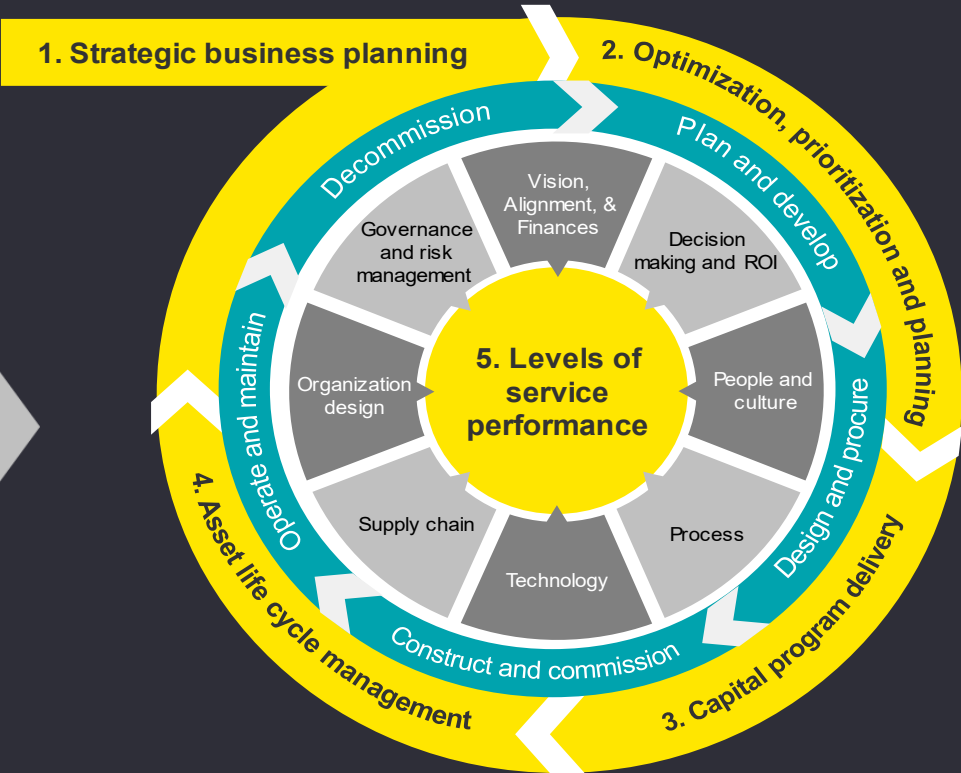 1. Strategic business planning
2. Optimization, prioritization and planning
3. Capital program delivery
4. Asset life cycle management
Decommission
Plan and develop
Design and procure
Construct and commission
Operate and maintain
Vision,
Alignment, &
Finances
Decision
making and ROI
People and
culture
Process
Technology
Supply chain
Organization
design
Governance
and risk
management
5. Levels of
service
performance